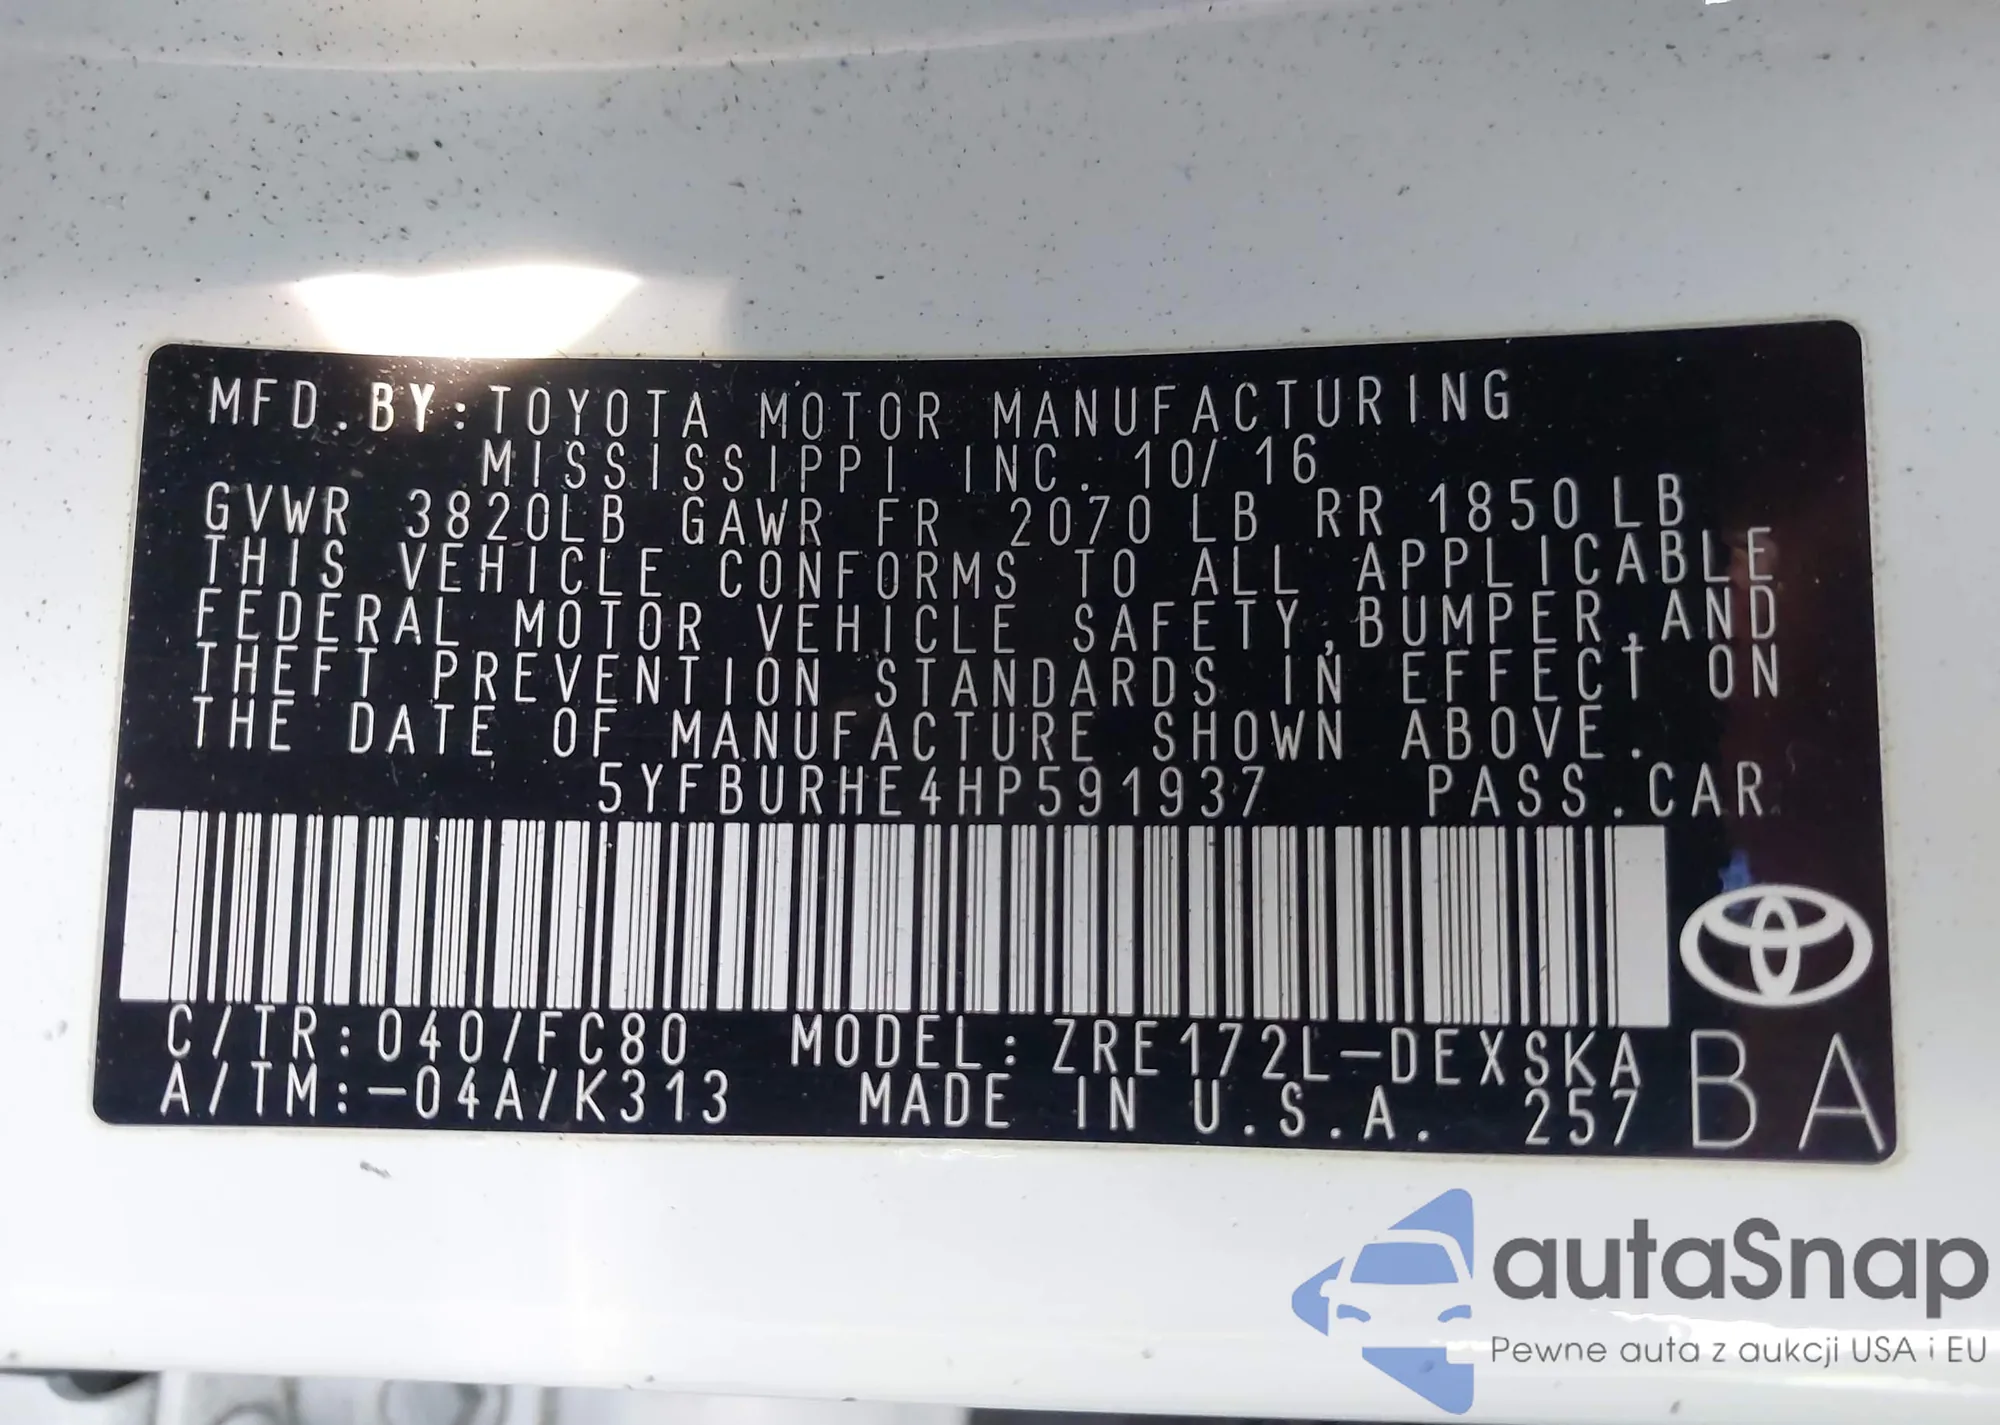 MFD.BY:TOYOTA MOTOR MANUFACTURING
MISSISSIPPI INC. 10/16
GVWR 3820LB GAWR FR 2070 LB RR 1850LB
THIS VEHICLE CONFORMS TO ALL APPLICABLE
FEDERAL MOTOR VEHICLE SAFETY,BUMPER,AND
THEFT PREVENTION STANDARDS IN EFFECT ON
THE DATE OF MANUFACTURE SHOWN ABOVE.
5YFBURHE4HP591937 PASS.CAR
C/TR:040/FC80 MODEL:ZRE172L-DEXSKA
A/TM:-04A/K313 MADE IN U.S.A. 257
BA
autaSnap
Pewne auta z aukcji USA i EU